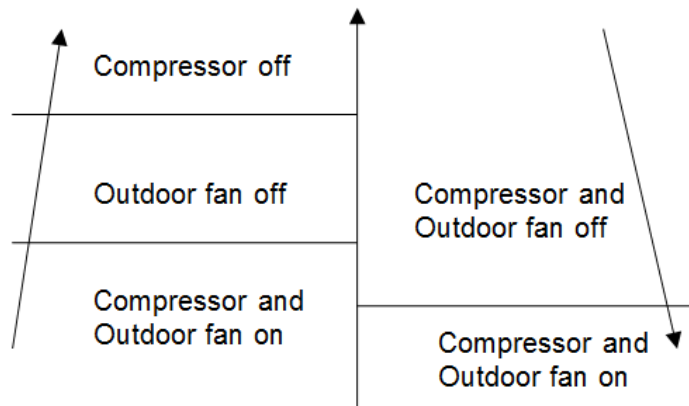 Compressor off
Outdoor fan off
Compressor and
Outdoor fan on
Compressor and
Outdoor fan off
Compressor and
Outdoor fan on